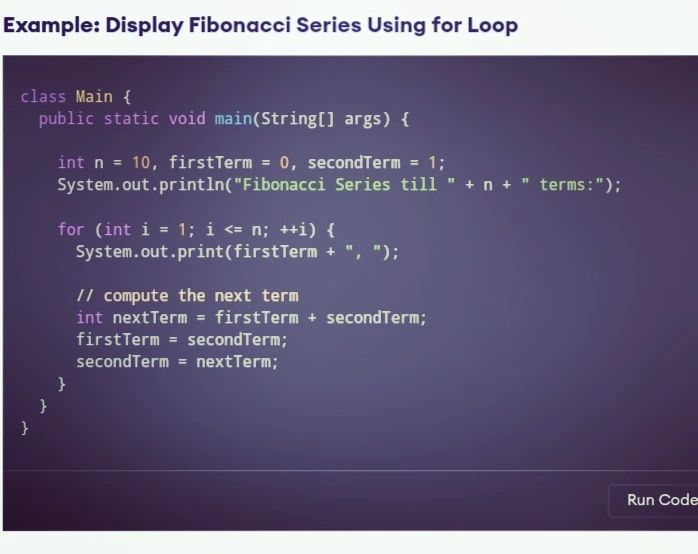 Example: Display Fibonacci Series Using for Loop
class Main {
  public static void main(String[] args) {
    int n = 10, firstTerm = 0, secondTerm = 1;
    System.out.println("Fibonacci Series till " + n + " terms:");
    for (int i = 1; i <= n; ++i) {
      System.out.print(firstTerm + ", ");
      // compute the next term
      int nextTerm = firstTerm + secondTerm;
      firstTerm = secondTerm;
      secondTerm = nextTerm;
    }
  }
}
Run Code